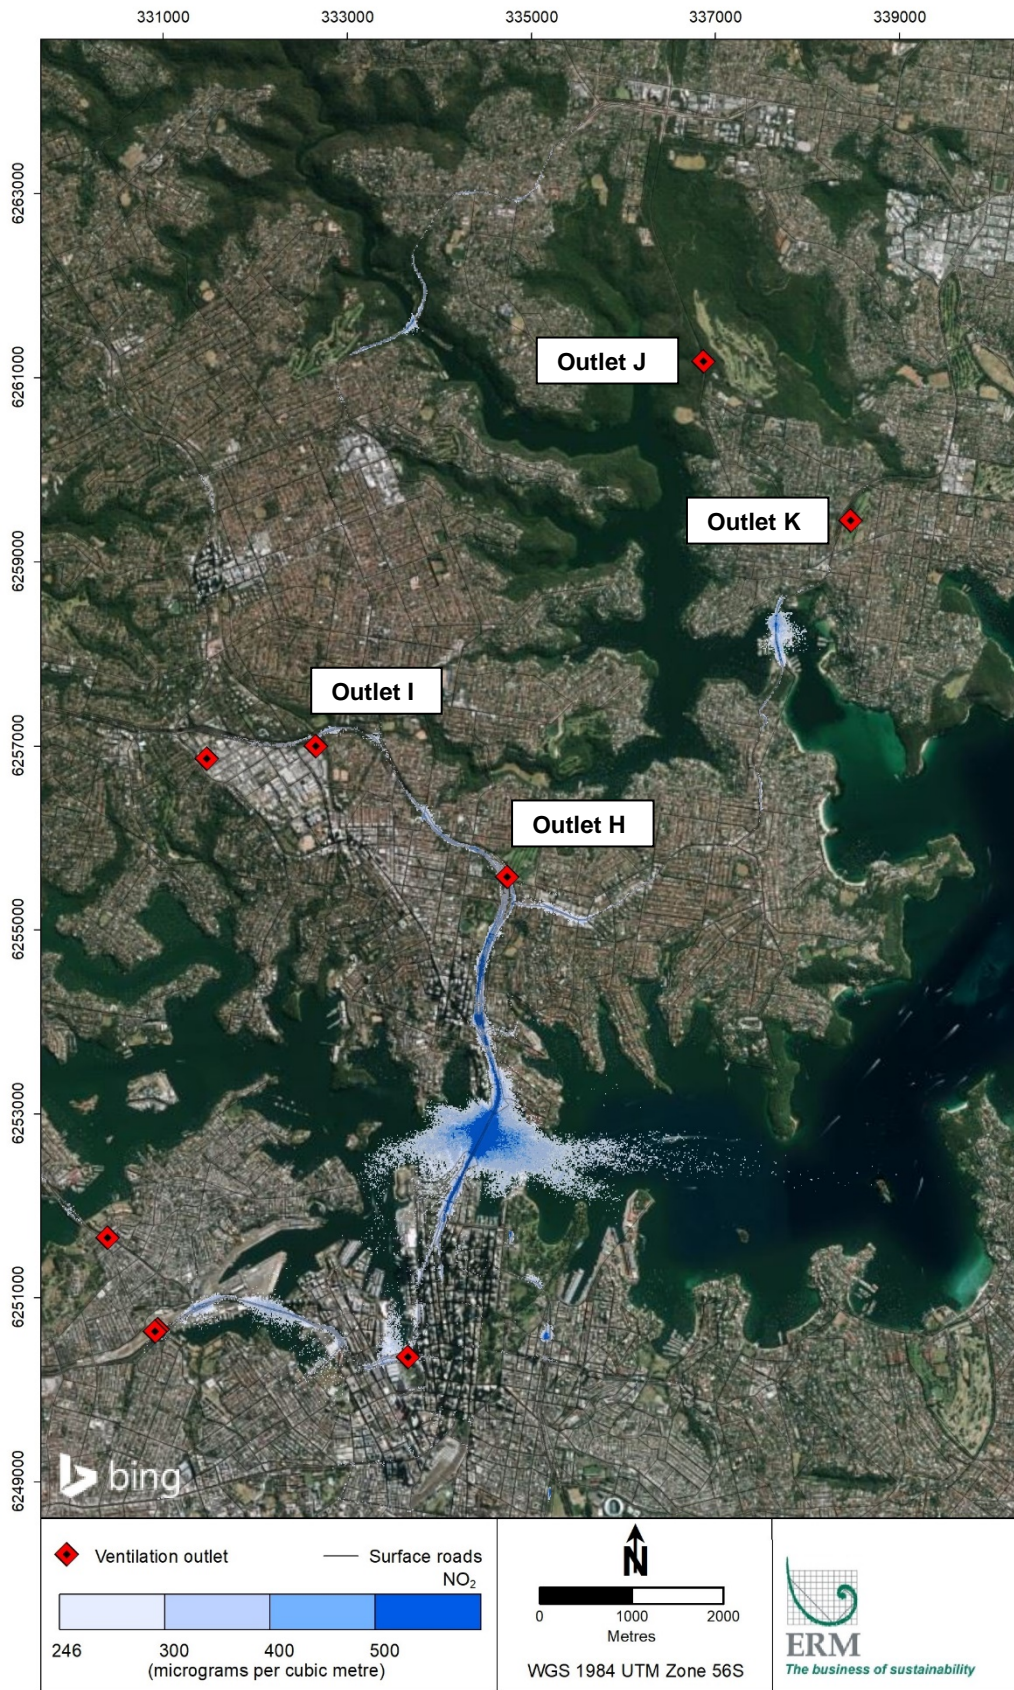 331000 333000 335000 337000 339000
6263000
6261000
6259000
6257000
6255000
6253000
6251000
6249000
Outlet J
Outlet K
Outlet I
Outlet H
bing
Ventilation outlet
Surface roads
NO₂
246 300 400 500
(micrograms per cubic metre)
N
0 1000 2000
Metres
WGS 1984 UTM Zone 56S
ERM
The business of sustainability